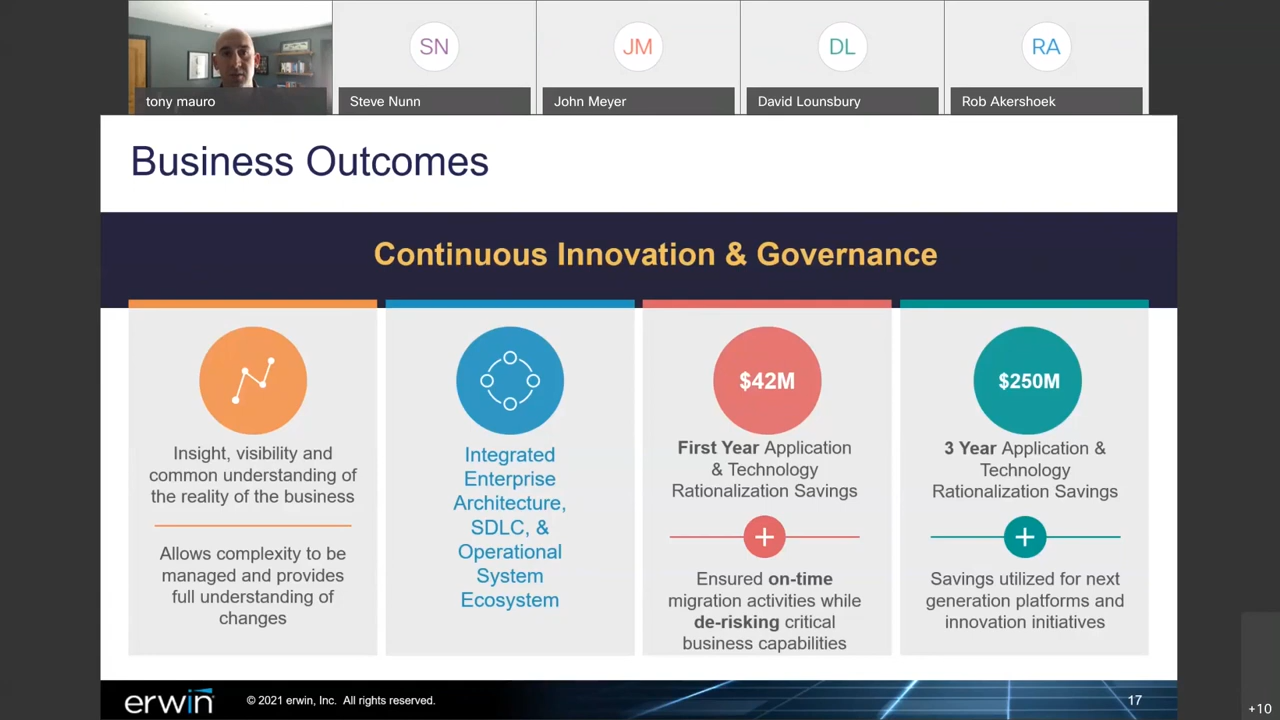 SN
JM
DL
RA
tony mauro
Steve Nunn
John Meyer
David Lounsbury
Rob Akershoek
Business Outcomes
Continuous Innovation & Governance
Insight, visibility and
common understanding of
the reality of the business
Allows complexity to be
managed and provides
full understanding of
changes
Integrated
Enterprise
Architecture,
SDLC, &
Operational
System
Ecosystem
$42M
First Year Application
& Technology
Rationalization Savings
+
Ensured on-time
migration activities while
de-risking critical
business capabilities
$250M
3 Year Application &
Technology
Rationalization Savings
+
Savings utilized for next
generation platforms and
innovation initiatives
erwin
© 2021 erwin, Inc. All rights reserved.
17
+10